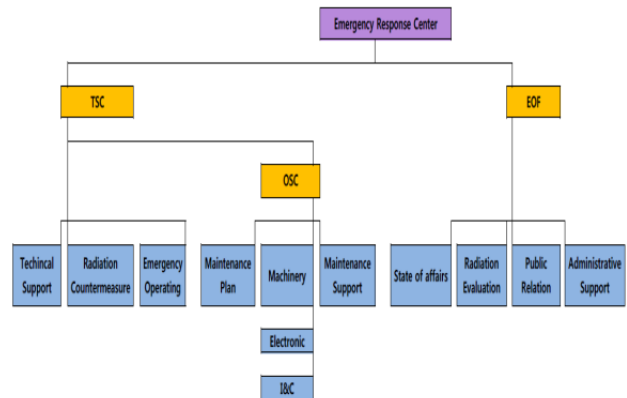 Emergency Response Center
TSC
EOF
OSC
Techincal
Support
Radiation
Countermeasure
Emergency
Operating
Maintenance
Plan
Machinery
Maintenance
Support
State of affairs
Radiation
Evaluation
Public
Relation
Administrative
Support
Electronic
I&C